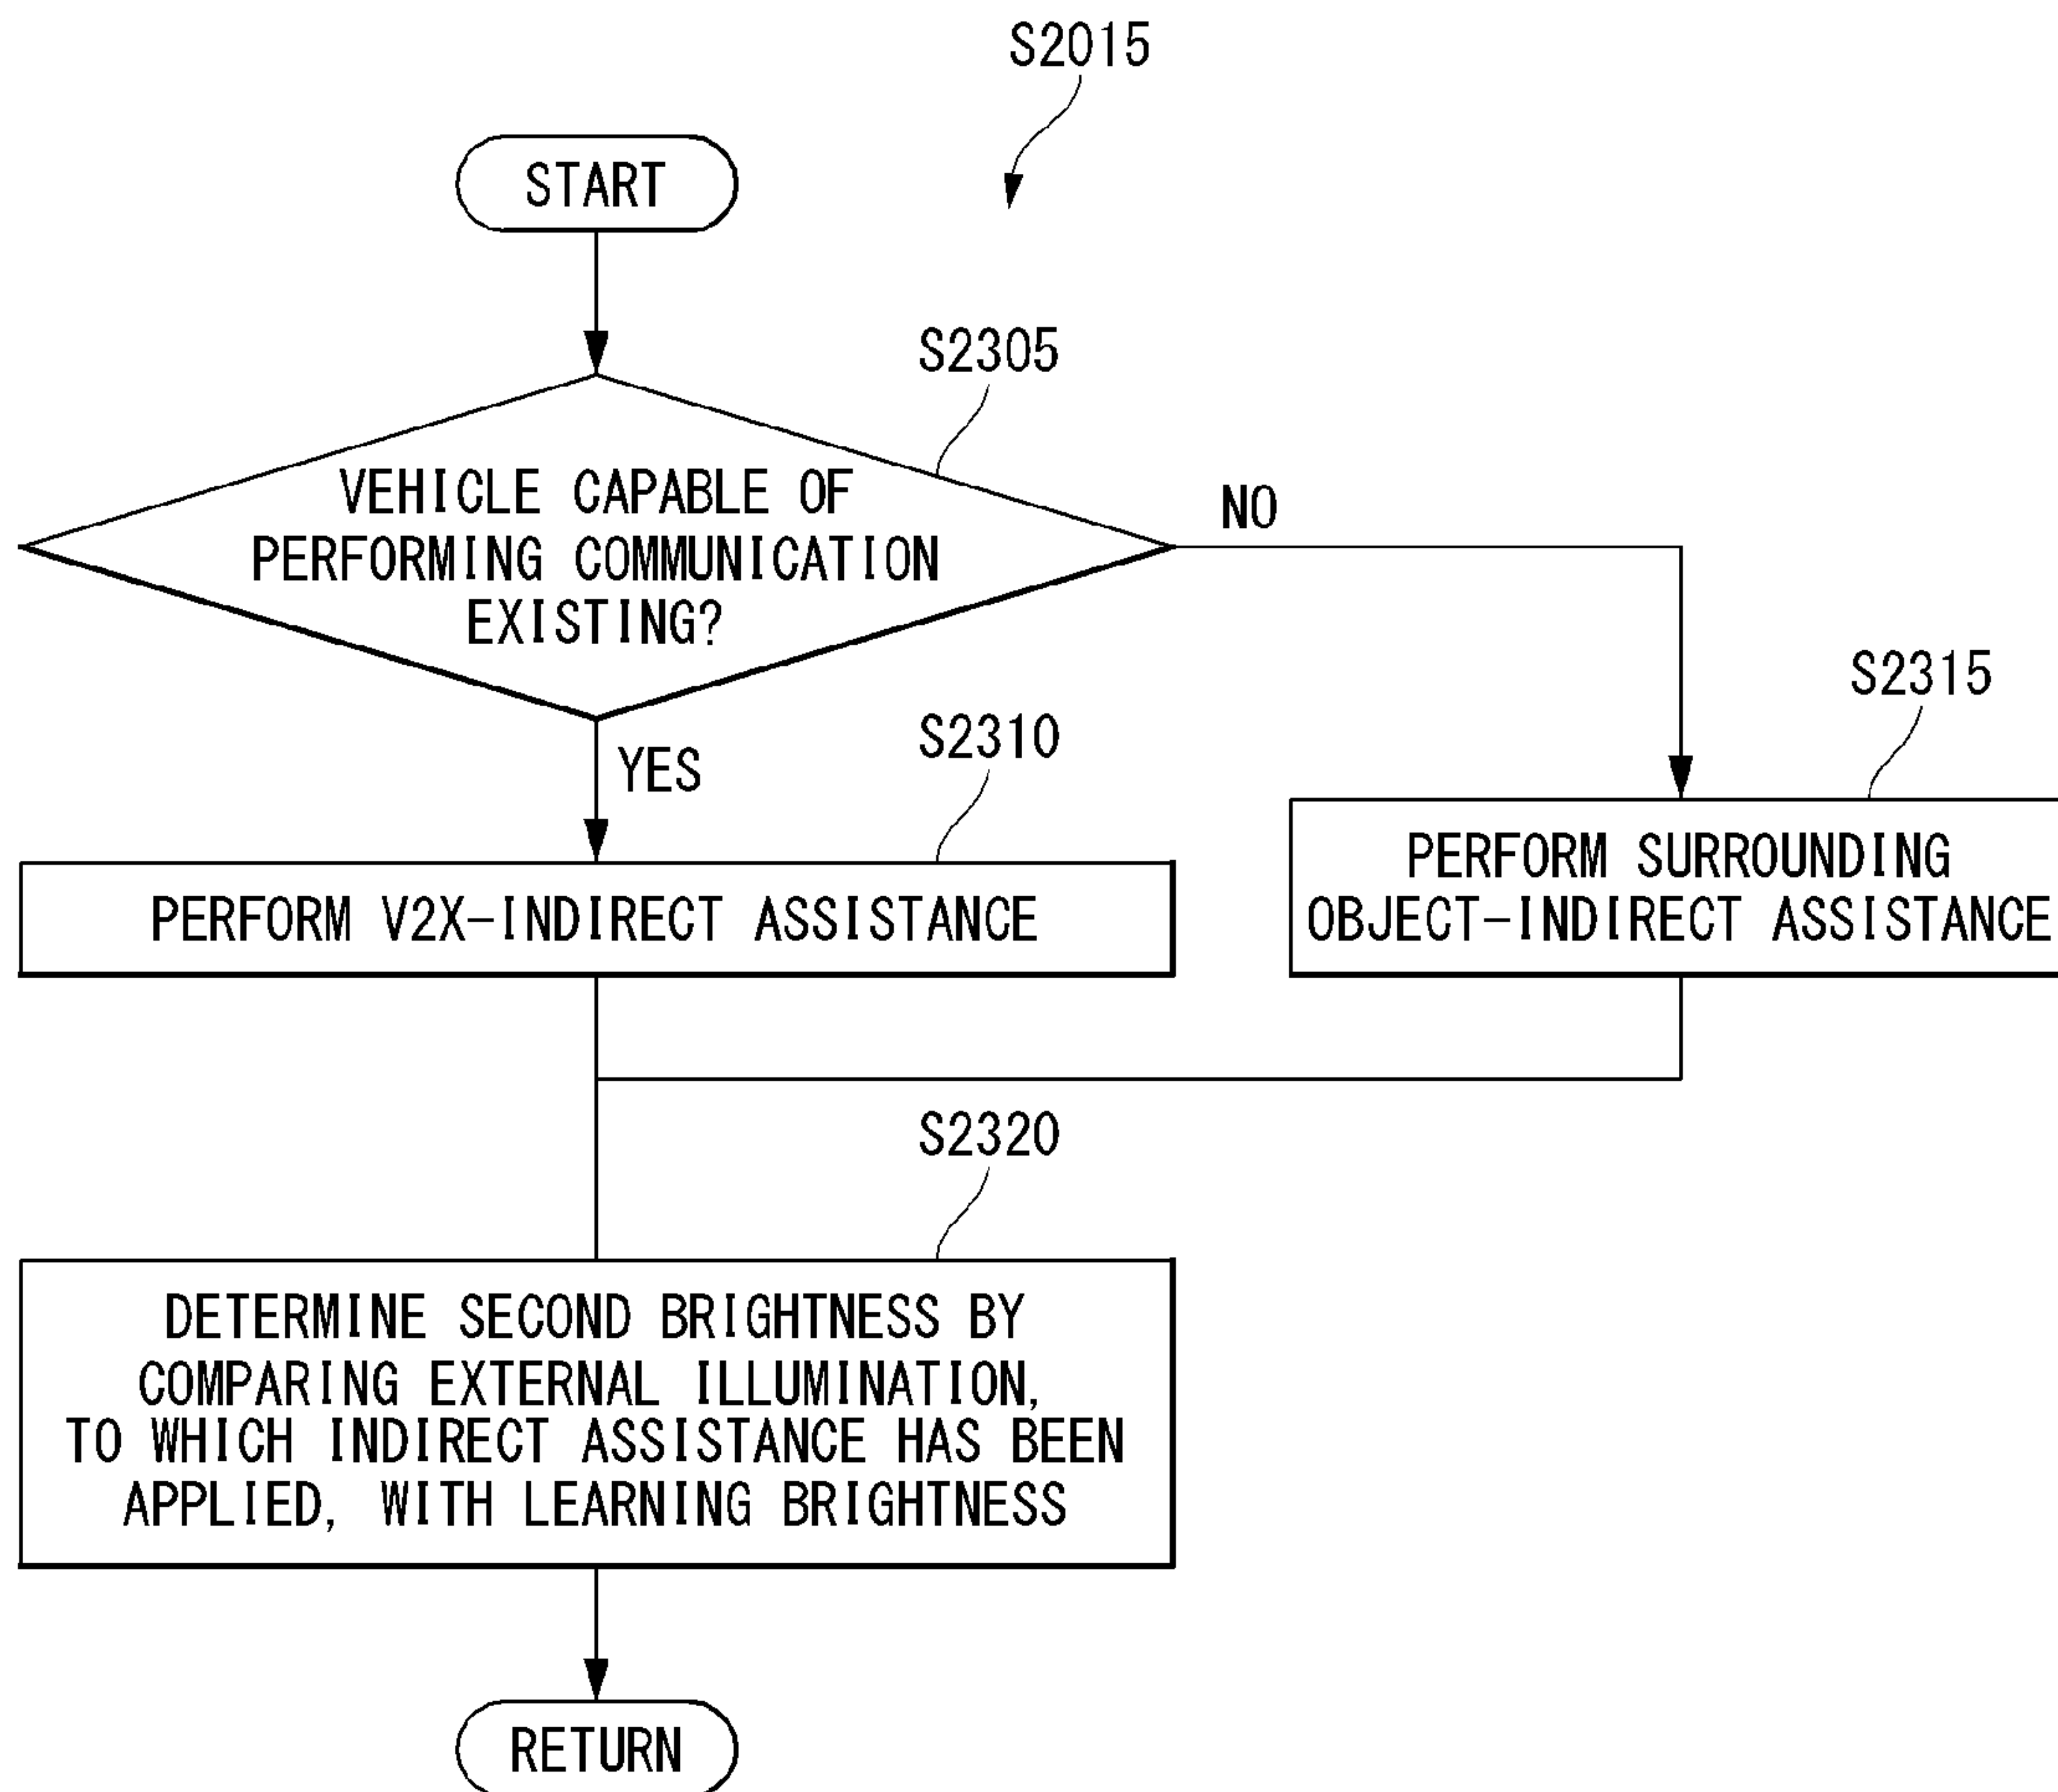 S2015
START
S2305
VEHICLE CAPABLE OF
PERFORMING COMMUNICATION
EXISTING?
NO
YES
S2310
PERFORM V2X-INDIRECT ASSISTANCE
S2315
PERFORM SURROUNDING
OBJECT-INDIRECT ASSISTANCE
S2320
DETERMINE SECOND BRIGHTNESS BY
COMPARING EXTERNAL ILLUMINATION,
TO WHICH INDIRECT ASSISTANCE HAS BEEN
APPLIED, WITH LEARNING BRIGHTNESS
RETURN